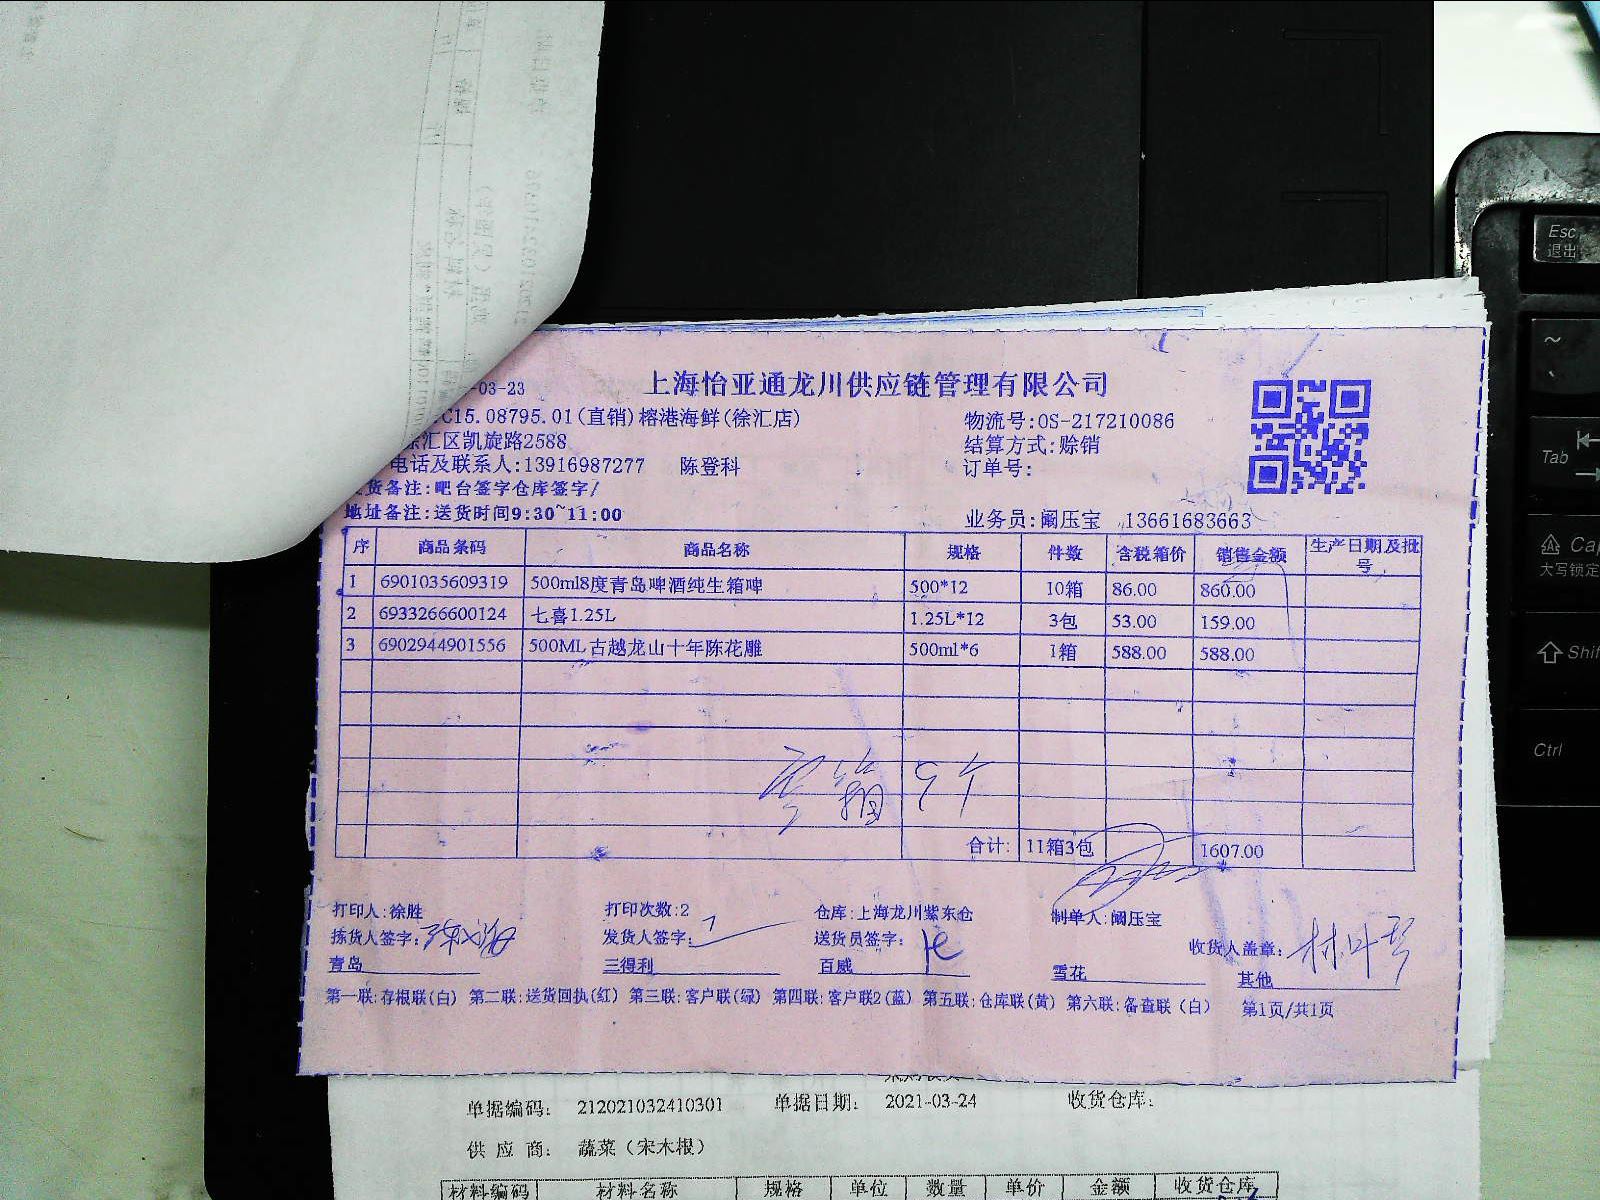 -03-23
上海怡亚通龙川供应链管理有限公司
C15.08795.01(直销)榕港海鲜(徐汇店)
物流号:OS-217210086
徐汇区凯旋路2588
结算方式:赊销
电话及联系人:13916987277 陈登科
订单号:
货备注:吧台签字仓库签字/
地址备注:送货时间9:30~11:00
业务员:阚压宝 13661683663
序 商品条码 商品名称 规格 件数 含税箱价 销售金额 生产日期及批号
1 6901035609319 500ml8度青岛啤酒纯生箱啤 500*12 10箱 86.00 860.00
2 6933266600124 七喜1.25L 1.25L*12 3包 53.00 159.00
3 6902944901556 500ML古越龙山十年陈花雕 500ml*6 1箱 588.00 588.00
合计: 11箱3包 1607.00
打印人:徐胜 打印次数:2 仓库:上海龙川紫东仓 制单人:阚压宝
拣货人签字: 发货人签字: 送货员签字: 收货人盖章:
青岛 三得利 百威 雪花 其他
第一联:存根联(白) 第二联:送货回执(红) 第三联:客户联(绿) 第四联:客户联2(蓝) 第五联:仓库联(黄) 第六联:备查联(白) 第1页/共1页
单据编码: 212021032410301 单据日期: 2021-03-24 收货仓库:
供应商: 蔬菜(宋木根)
材料编码 材料名称 规格 单位 数量 单价 金额 收货仓库
Esc
退出
~
Tab
Cap
大写锁定
Shif
Ctrl